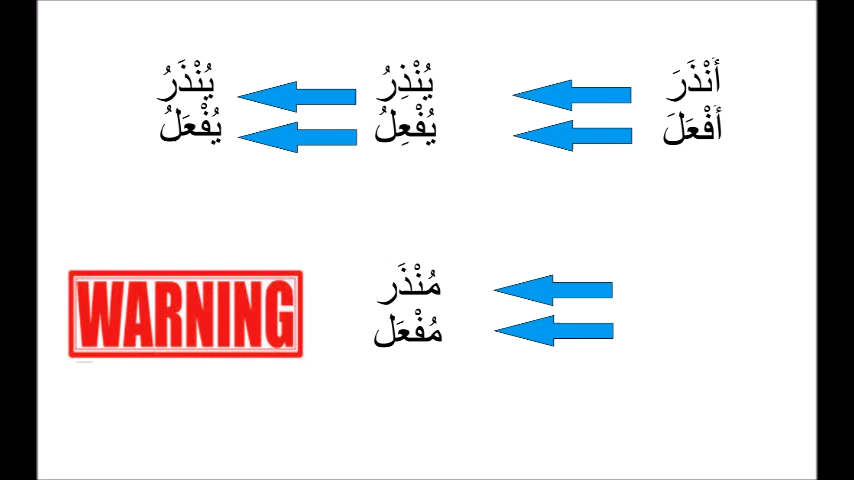 أَنْذَرَ يُنْذِرُ يُنْذَرُ
أَفْعَلَ يُفْعِلُ يُفْعَلُ
مُنْذَر
مُفْعَل
WARNING